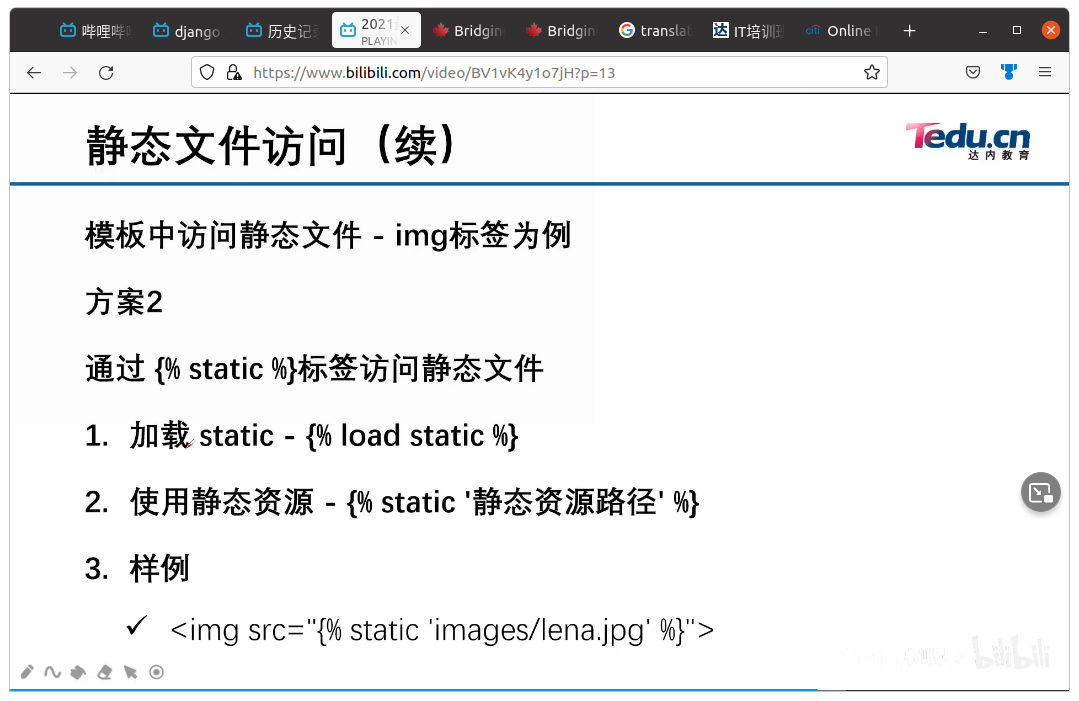 哔哩哔哩
django
历史记录
2021
PLAYIN
Bridgin
Bridgin
translat
IT培训班
Online
https://www.bilibili.com/video/BV1vK4y1o7jH?p=13
静态文件访问（续）
Tedu.cn
达内教育
模板中访问静态文件 - img标签为例
方案2
通过 {% static %}标签访问静态文件
1. 加载 static - {% load static %}
2. 使用静态资源 - {% static '静态资源路径' %}
3. 样例
✓ <img src="{% static 'images/lena.jpg' %}">
bilibili